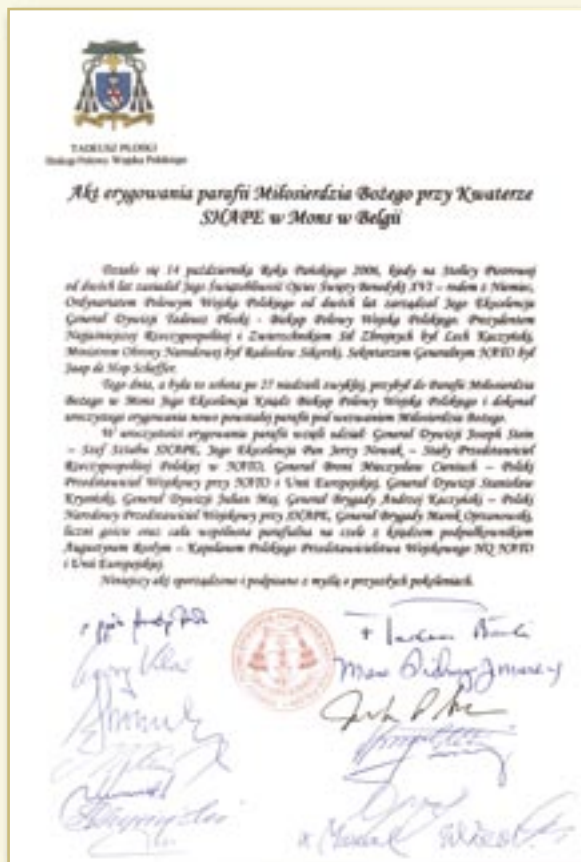 TADEUSZ PŁOSKI
Biskup Polowy Wojska Polskiego
Akt erygowania parafii Miłosierdzia Bożego przy Kwaterze
SHAPE w Mons w Belgii
Działo się 14 października Roku Pańskiego 2006, kiedy na Stolicy Piotrowej
od dwóch lat zasiadał Jego Świątobliwość Ojciec Święty Benedykt XVI – rodem z Niemiec,
Ordynariatem Polowym Wojska Polskiego od dwóch lat zarządzał Jego Ekscelencja
Generał Dywizji Tadeusz Płoski - Biskup Polowy Wojska Polskiego. Prezydentem
Najjaśniejszej Rzeczypospolitej i Zwierzchnikiem Sił Zbrojnych był Lech Kaczyński,
Ministrem Obrony Narodowej był Radosław Sikorski, Sekretarzem Generalnym NATO był
Jaap de Hop Scheffer.
Tego dnia, a była to sobota po 27 niedzieli zwykłej, przybył do Parafii Miłosierdzia
Bożego w Mons Jego Ekscelencja Ksiądz Biskup Polowy Wojska Polskiego i dokonał
uroczystego erygowania nowo powstałej parafii pod wezwaniem Miłosierdzia Bożego.
W uroczystości erygowania parafii wzięli udział: Generał Dywizji Joseph Stein
– Szef Sztabu SHAPE, Jego Ekscelencja Pan Jerzy Nowak – Stały Przedstawiciel
Rzeczypospolitej Polskiej w NATO, Generał Broni Mieczysław Cieniuch – Polski
Przedstawiciel Wojskowy przy NATO i Unii Europejskiej, Generał Dywizji Stanisław
Generał Dywizji Julian Maj, Generał Brygady Andrzej Kaczyński – Polski
Narodowy Przedstawiciel Wojskowy przy SHAPE, Generał Brygady Marek
liczni goście oraz cała wspólnota parafialna na czele z księdzem podpułkownikiem
Augustynem Rosłym – Kapelanem Polskiego Przedstawicielstwa Wojskowego HQ NATO
i Unii Europejskiej.
Niniejszy akt sporządzono i podpisano z myślą o przyszłych pokoleniach.